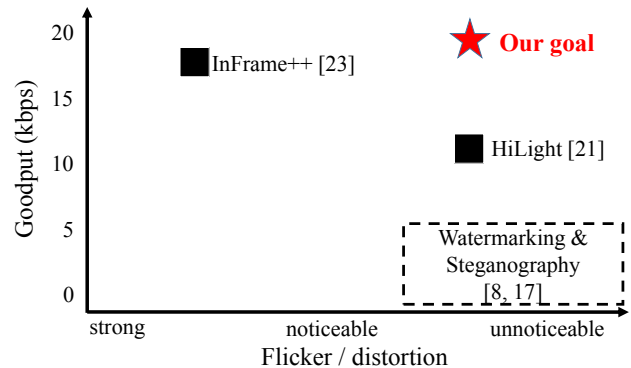 20
Our goal
InFrame++ [23]
15
HiLight [21]
10
Goodput (kbps)
5
Watermarking &
Steganography
[8, 17]
0
strong
noticeable
unnoticeable
Flicker / distortion